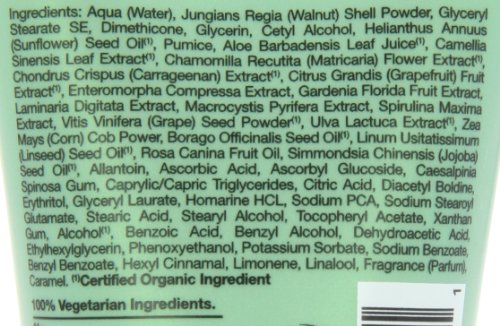 Ingredients: Aqua (Water), Jungians Regia (Walnut) Shell Powder, Glyceryl
Stearate SE, Dimethicone, Glycerin, Cetyl Alcohol, Helianthus Annuus
(Sunflower) Seed Oil⁽¹⁾, Pumice, Aloe Barbadensis Leaf Juice⁽¹⁾, Camellia
Sinensis Leaf Extract⁽¹⁾, Chamomilla Recutita (Matricaria) Flower Extract⁽¹⁾,
Chondrus Crispus (Carrageenan) Extract⁽¹⁾, Citrus Grandis (Grapefruit) Fruit
Extract⁽¹⁾, Enteromorpha Compressa Extract, Gardenia Florida Fruit Extract,
Laminaria Digitata Extract, Macrocystis Pyrifera Extract, Spirulina Maxima
Extract, Vitis Vinifera (Grape) Seed Powder⁽¹⁾, Ulva Lactuca Extract⁽¹⁾, Zea
Mays (Corn) Cob Power, Borago Officinalis Seed Oil⁽¹⁾, Linum Usitatissimum
(Linseed) Seed Oil⁽¹⁾, Rosa Canina Fruit Oil, Simmondsia Chinensis (Jojoba)
Seed Oil⁽¹⁾, Allantoin, Ascorbic Acid, Ascorbyl Glucoside, Caesalpinia
Spinosa Gum, Caprylic/Capric Triglycerides, Citric Acid, Diacetyl Boldine,
Erythritol, Glyceryl Laurate, Homarine HCL, Sodium PCA, Sodium Stearoyl
Glutamate, Stearic Acid, Stearyl Alcohol, Tocopheryl Acetate, Xanthan
Gum, Alcohol⁽¹⁾, Benzoic Acid, Benzyl Alcohol, Dehydroacetic Acid,
Ethylhexylglycerin, Phenoxyethanol, Potassium Sorbate, Sodium Benzoate,
Benzyl Benzoate, Hexyl Cinnamal, Limonene, Linalool, Fragrance (Parfum),
Caramel. ⁽¹⁾Certified Organic Ingredient
100% Vegetarian Ingredients.